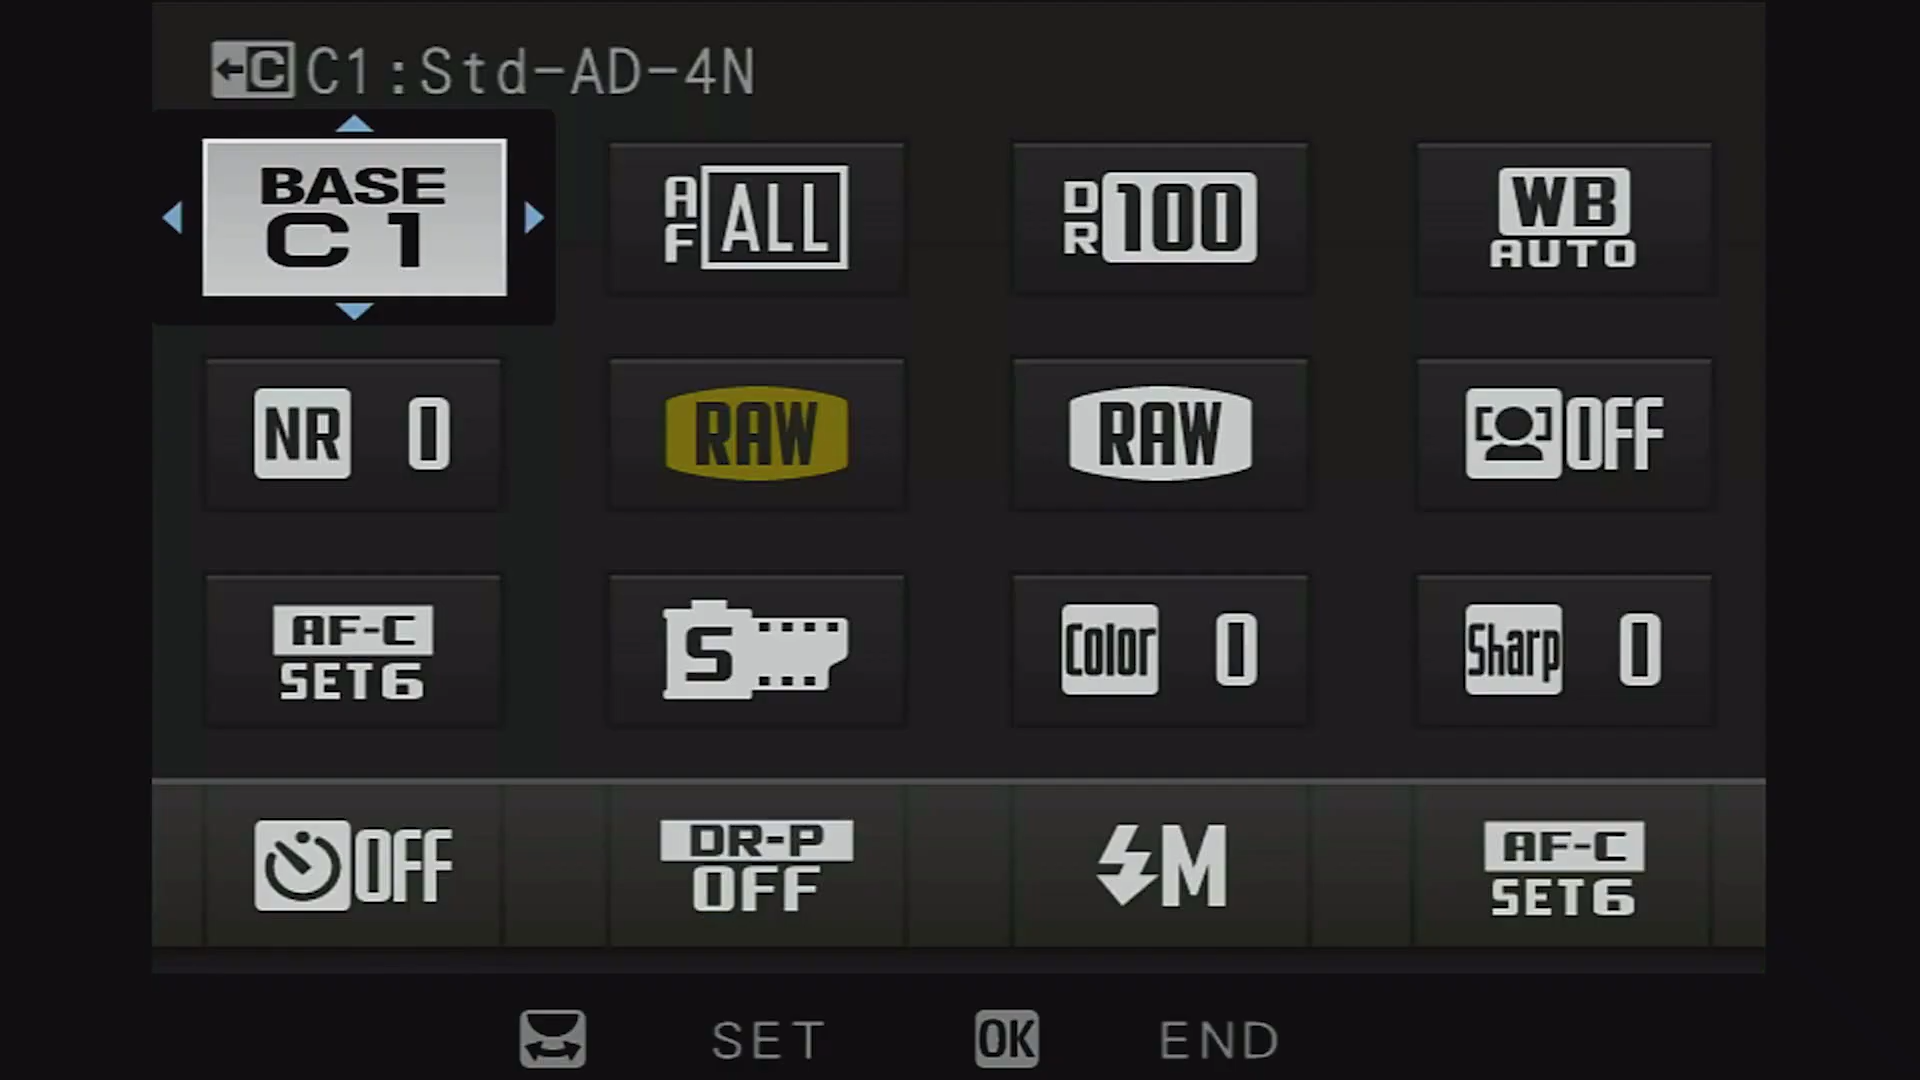 C C1:Std-AD-4N
BASE C1
AF ALL
DR 100
WB AUTO
NR 0
RAW
RAW
OFF
AF-C SET6
S
Color 0
Sharp 0
OFF
DR-P OFF
M
AF-C SET6
SET OK END